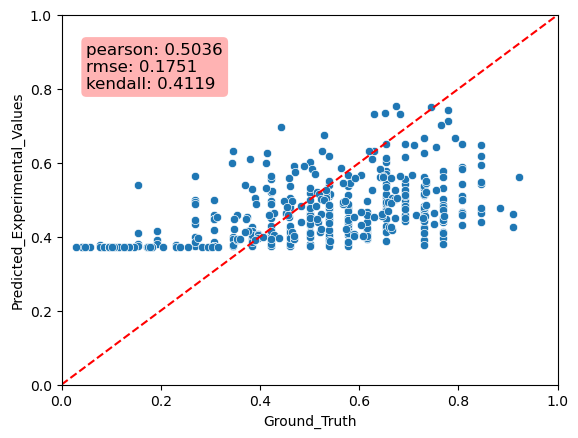 pearson: 0.5036
rmse: 0.1751
kendall: 0.4119
Predicted_Experimental_Values
1.0
0.8
0.6
0.4
0.2
0.0
0.0 0.2 0.4 0.6 0.8 1.0
Ground_Truth